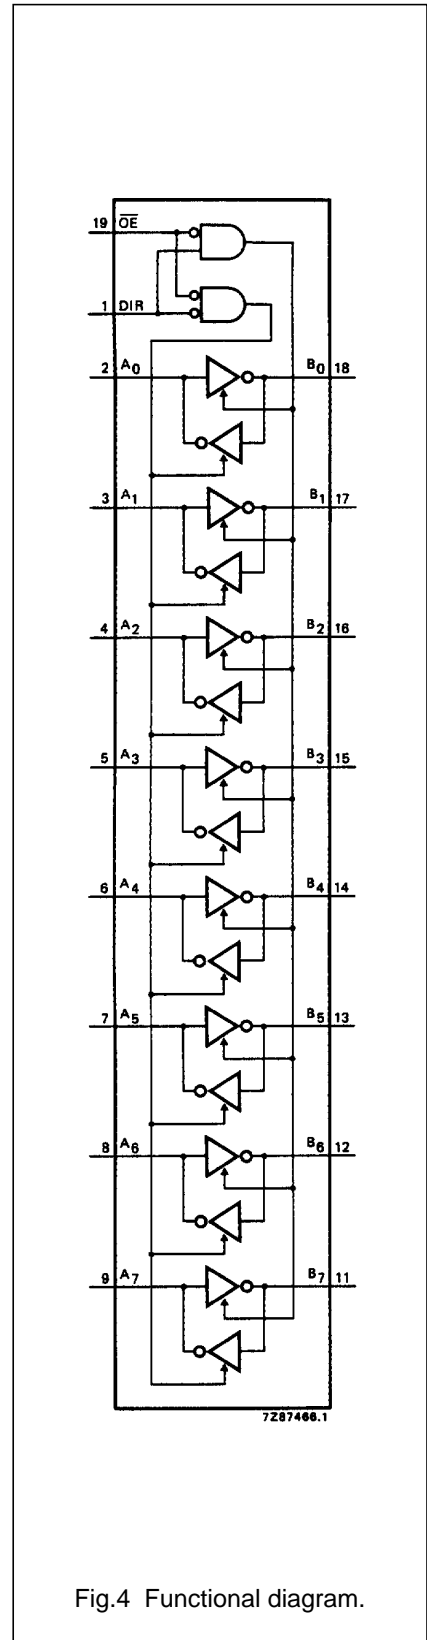 19 OE
1 DIR
2 A0 B0 18
3 A1 B1 17
4 A2 B2 16
5 A3 B3 15
6 A4 B4 14
7 A5 B5 13
8 A6 B6 12
9 A7 B7 11
7Z87466.1
Fig.4 Functional diagram.